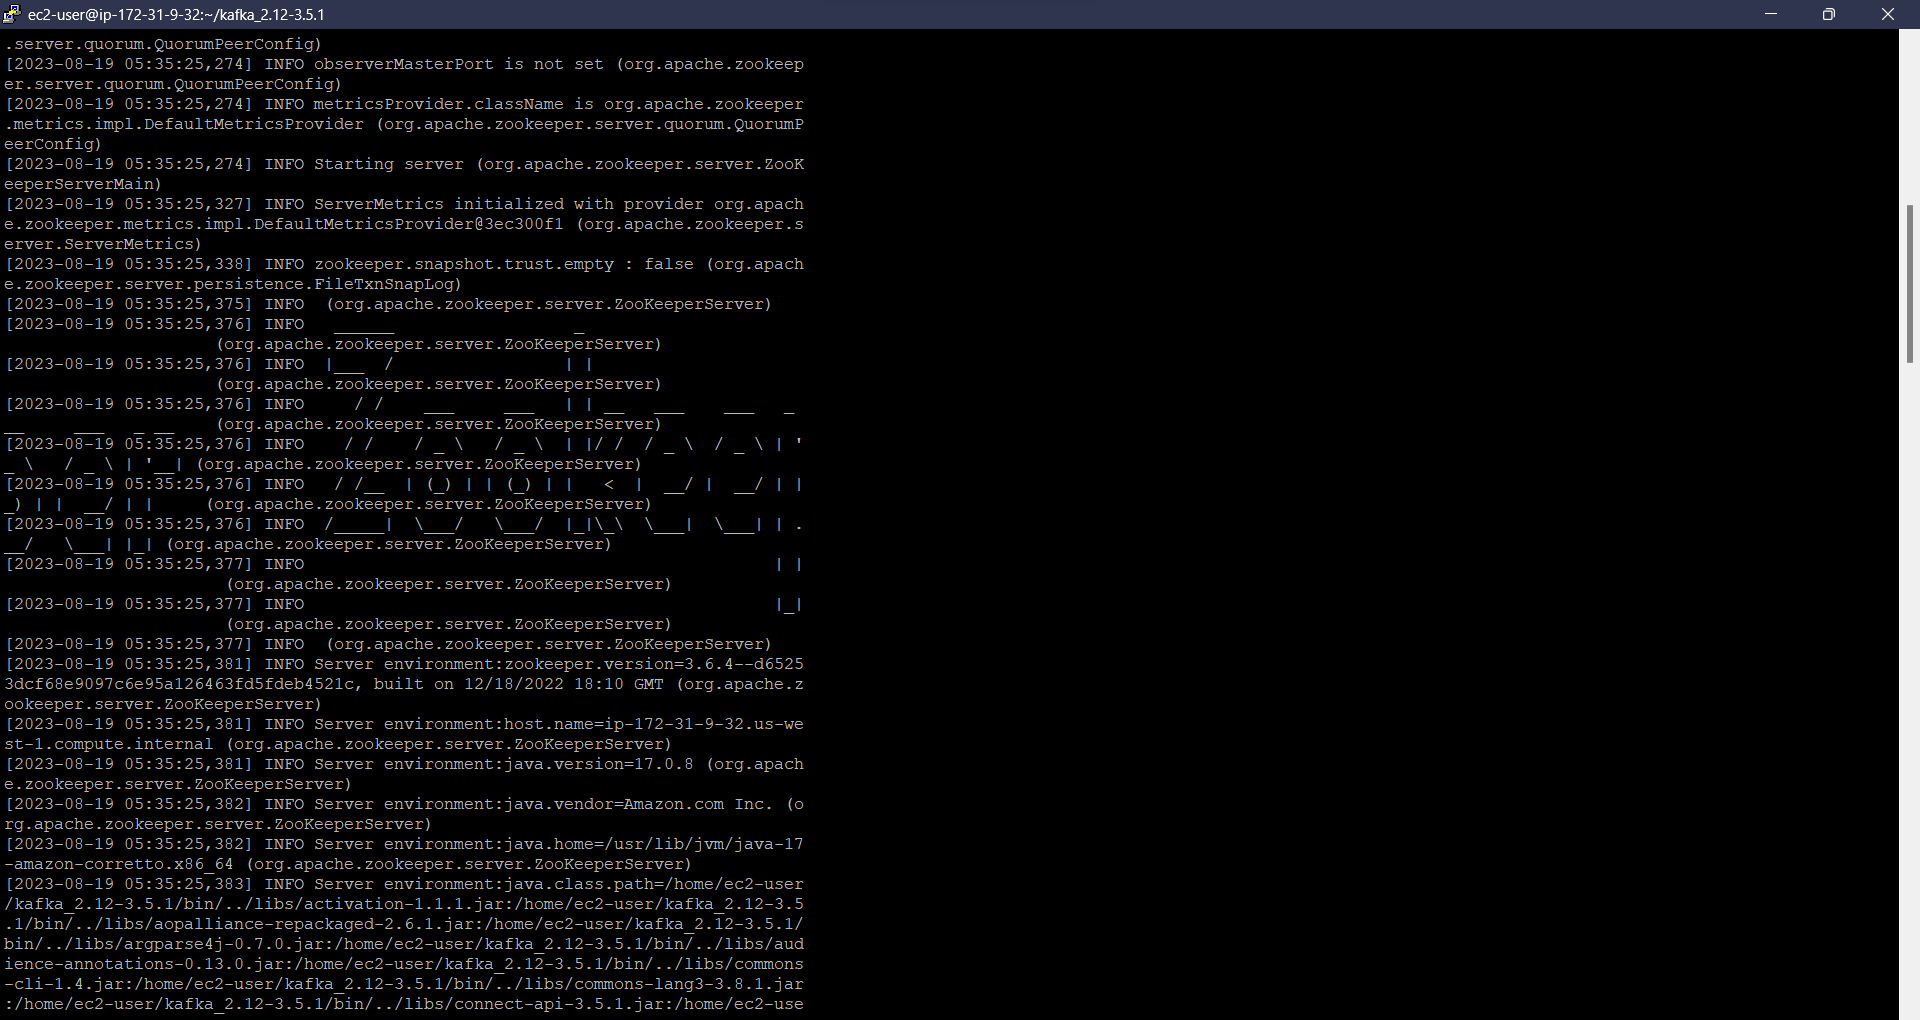 ec2-user@ip-172-31-9-32:~/kafka_2.12-3.5.1
.server.quorum.QuorumPeerConfig)
[2023-08-19 05:35:25,274] INFO observerMasterPort is not set (org.apache.zookeep
er.server.quorum.QuorumPeerConfig)
[2023-08-19 05:35:25,274] INFO metricsProvider.className is org.apache.zookeeper
.metrics.impl.DefaultMetricsProvider (org.apache.zookeeper.server.quorum.QuorumP
eerConfig)
[2023-08-19 05:35:25,274] INFO Starting server (org.apache.zookeeper.server.ZooK
eeperServerMain)
[2023-08-19 05:35:25,327] INFO ServerMetrics initialized with provider org.apach
e.zookeeper.metrics.impl.DefaultMetricsProvider@3ec300f1 (org.apache.zookeeper.s
erver.ServerMetrics)
[2023-08-19 05:35:25,338] INFO zookeeper.snapshot.trust.empty : false (org.apach
e.zookeeper.server.persistence.FileTxnSnapLog)
[2023-08-19 05:35:25,375] INFO  (org.apache.zookeeper.server.ZooKeeperServer)
[2023-08-19 05:35:25,376] INFO   ______                  _
                     (org.apache.zookeeper.server.ZooKeeperServer)
[2023-08-19 05:35:25,376] INFO  |___  /                 | |
                     (org.apache.zookeeper.server.ZooKeeperServer)
[2023-08-19 05:35:25,376] INFO     / /    ___     ___   | | __   ___    ___   _
__    ___   _ __     (org.apache.zookeeper.server.ZooKeeperServer)
[2023-08-19 05:35:25,376] INFO    / /    / _ \   / _ \  | |/ /  / _ \  / _ \ | '
_ \   / _ \ | '__| (org.apache.zookeeper.server.ZooKeeperServer)
[2023-08-19 05:35:25,376] INFO   / /__  | (_) | | (_) | |   <  |  __/ |  __/ | |
_) | |  __/ | |      (org.apache.zookeeper.server.ZooKeeperServer)
[2023-08-19 05:35:25,376] INFO  /_____|  \___/   \___/  |_|\_\  \___|  \___| | .
__/   \___| |_| (org.apache.zookeeper.server.ZooKeeperServer)
[2023-08-19 05:35:25,377] INFO                                               | |
                      (org.apache.zookeeper.server.ZooKeeperServer)
[2023-08-19 05:35:25,377] INFO                                               |_|
                      (org.apache.zookeeper.server.ZooKeeperServer)
[2023-08-19 05:35:25,377] INFO  (org.apache.zookeeper.server.ZooKeeperServer)
[2023-08-19 05:35:25,381] INFO Server environment:zookeeper.version=3.6.4--d6525
3dcf68e9097c6e95a126463fd5fdeb4521c, built on 12/18/2022 18:10 GMT (org.apache.z
ookeeper.server.ZooKeeperServer)
[2023-08-19 05:35:25,381] INFO Server environment:host.name=ip-172-31-9-32.us-we
st-1.compute.internal (org.apache.zookeeper.server.ZooKeeperServer)
[2023-08-19 05:35:25,381] INFO Server environment:java.version=17.0.8 (org.apach
e.zookeeper.server.ZooKeeperServer)
[2023-08-19 05:35:25,382] INFO Server environment:java.vendor=Amazon.com Inc. (o
rg.apache.zookeeper.server.ZooKeeperServer)
[2023-08-19 05:35:25,382] INFO Server environment:java.home=/usr/lib/jvm/java-17
-amazon-corretto.x86_64 (org.apache.zookeeper.server.ZooKeeperServer)
[2023-08-19 05:35:25,383] INFO Server environment:java.class.path=/home/ec2-user
/kafka_2.12-3.5.1/bin/../libs/activation-1.1.1.jar:/home/ec2-user/kafka_2.12-3.5
.1/bin/../libs/aopalliance-repackaged-2.6.1.jar:/home/ec2-user/kafka_2.12-3.5.1/
bin/../libs/argparse4j-0.7.0.jar:/home/ec2-user/kafka_2.12-3.5.1/bin/../libs/aud
ience-annotations-0.13.0.jar:/home/ec2-user/kafka_2.12-3.5.1/bin/../libs/commons
-cli-1.4.jar:/home/ec2-user/kafka_2.12-3.5.1/bin/../libs/commons-lang3-3.8.1.jar
:/home/ec2-user/kafka_2.12-3.5.1/bin/../libs/connect-api-3.5.1.jar:/home/ec2-use